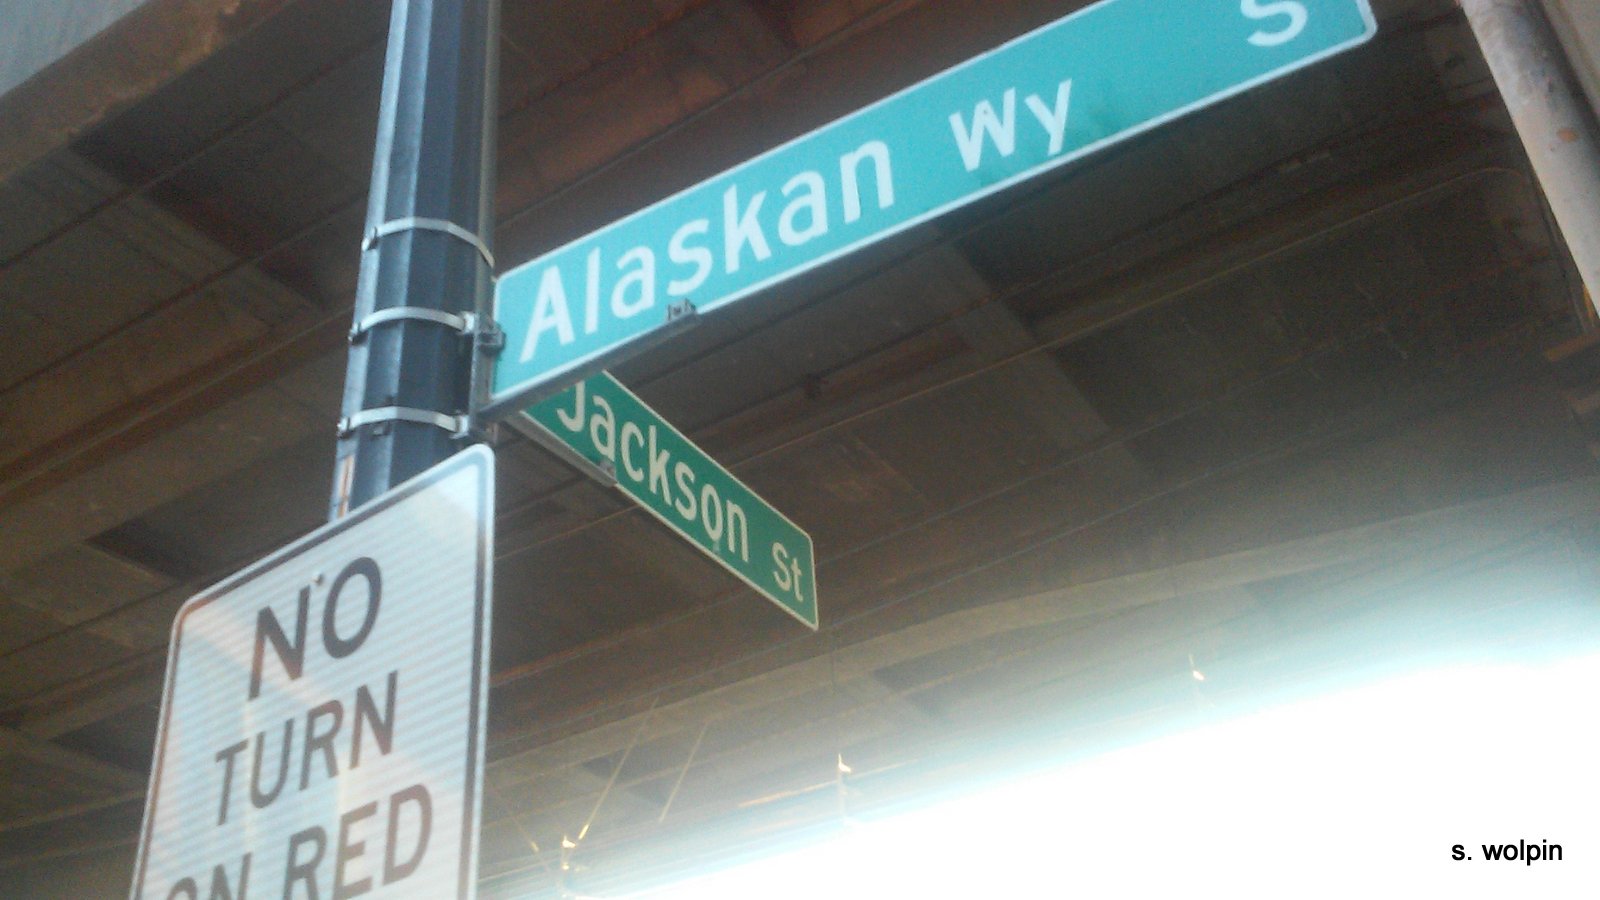 Alaskan Wy S
Jackson St
NO
TURN
ON RED
s. wolpin